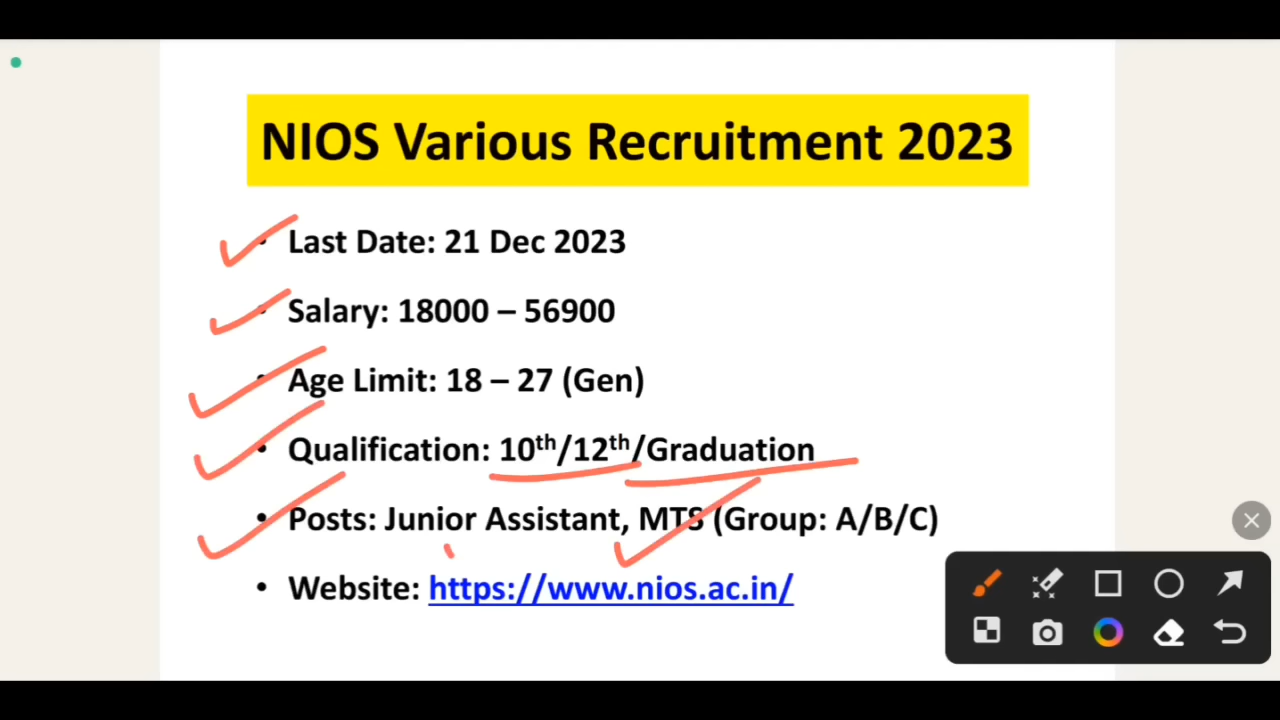 NIOS Various Recruitment 2023
• Last Date: 21 Dec 2023
• Salary: 18000 – 56900
• Age Limit: 18 – 27 (Gen)
• Qualification: 10th/12th/Graduation
• Posts: Junior Assistant, MTS (Group: A/B/C)
• Website: https://www.nios.ac.in/